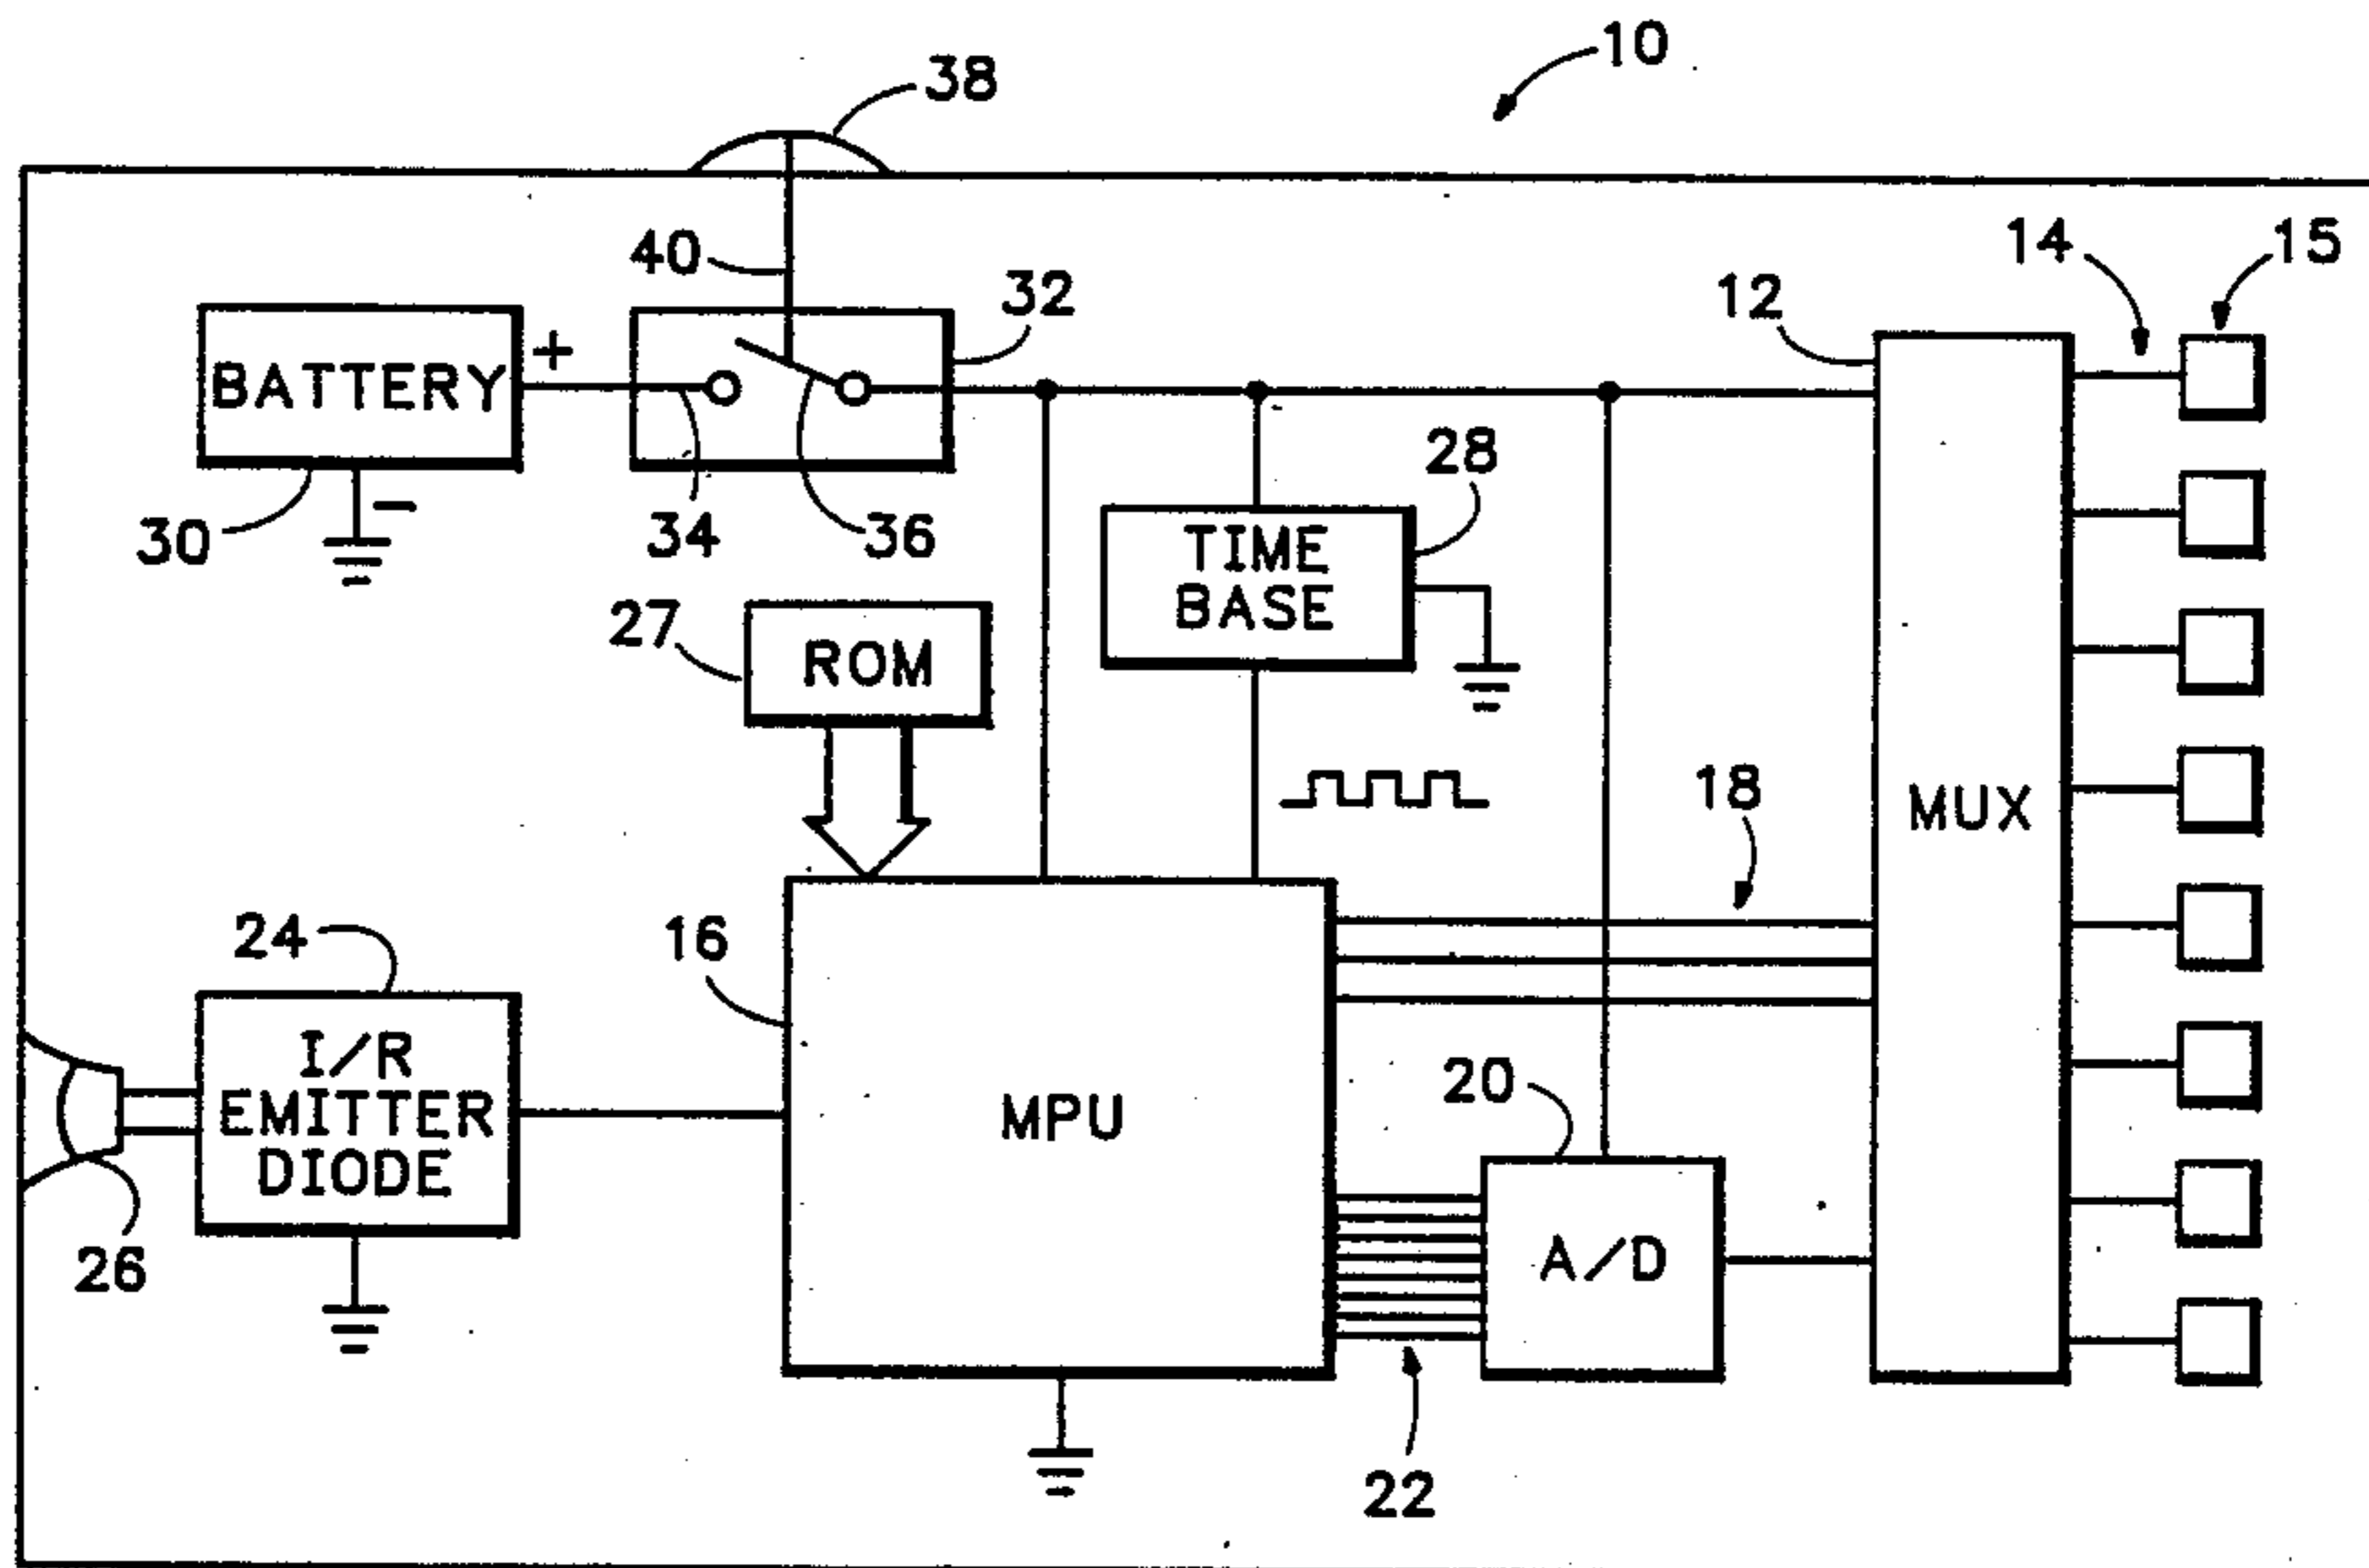 10
38
40
32
14
15
12
BATTERY
+
-
30
34
36
28
TIME
BASE
27
ROM
18
MUX
24
16
I/R
EMITTER
DIODE
26
MPU
20
A/D
22